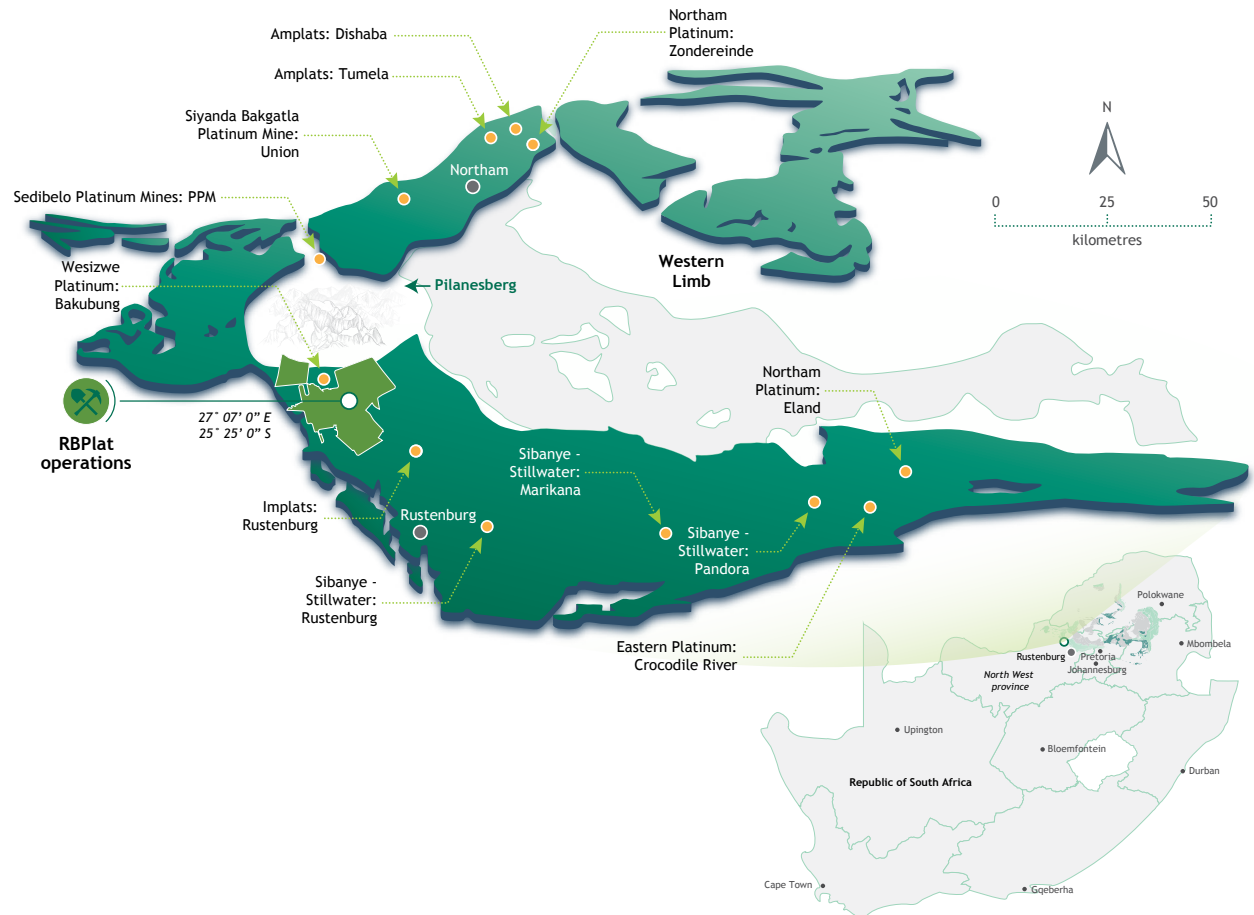 Northam
Platinum:
Zondereinde
Amplats: Dishaba
Amplats: Tumela
Siyanda Bakgatla
Platinum Mine:
Union
Northam
Sedibelo Platinum Mines: PPM
N
0
25
50
kilometres
Wesizwe
Platinum:
Bakubung
Western
Limb
Pilanesberg
27° 07' 0” E
25° 25' 0” S
RBPlat
operations
Northam
Platinum:
Eland
Sibanye -
Stillwater:
Marikana
Implats:
Rustenburg
Rustenburg
Sibanye -
Stillwater:
Pandora
Sibanye -
Stillwater:
Rustenburg
Eastern Platinum:
Crocodile River
Polokwane
Mbombela
Rustenburg
Pretoria
Johannesburg
North West
province
Upington
Bloemfontein
Durban
Republic of South Africa
Cape Town
Gqeberha